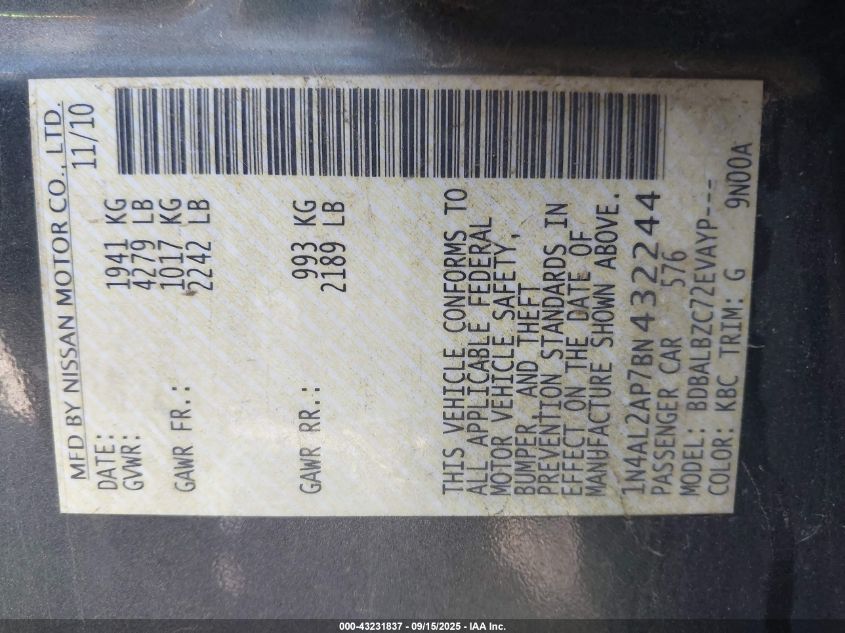 MFD BY NISSAN MOTOR CO., LTD.
DATE: 11/10
GVWR: 1941 KG
4279 LB
GAWR FR.: 1017 KG
2242 LB
GAWR RR.: 993 KG
2189 LB
THIS VEHICLE CONFORMS TO
ALL APPLICABLE FEDERAL
MOTOR VEHICLE SAFETY,
BUMPER AND THEFT
PREVENTION STANDARDS IN
EFFECT ON THE DATE OF
MANUFACTURE SHOWN ABOVE.
1N4AL2AP7BN432244
PASSENGER CAR 576
MODEL: BDBALBZC72EVAYP---
COLOR: KBC TRIM: G 9N00A
000-43231837 - 09/15/2025 - IAA Inc.